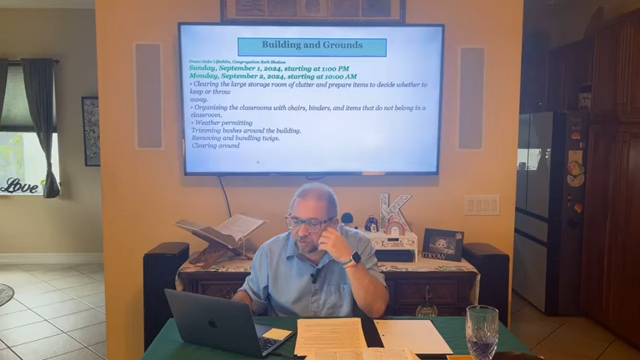 Building and Grounds
Sunday, September 1, 2024, starting at 1:00 PM
Monday, September 2, 2024, starting at 10:00 AM
• Clearing the large storage room of clutter and prepare items to decide whether to
keep or throw
away.
• Organizing the classrooms with chairs, binders, and items that do not belong in a
classroom.
• Weather permitting
Trimming bushes around the building.
Removing and bundling twigs.
Clearing around
Love
K
meow